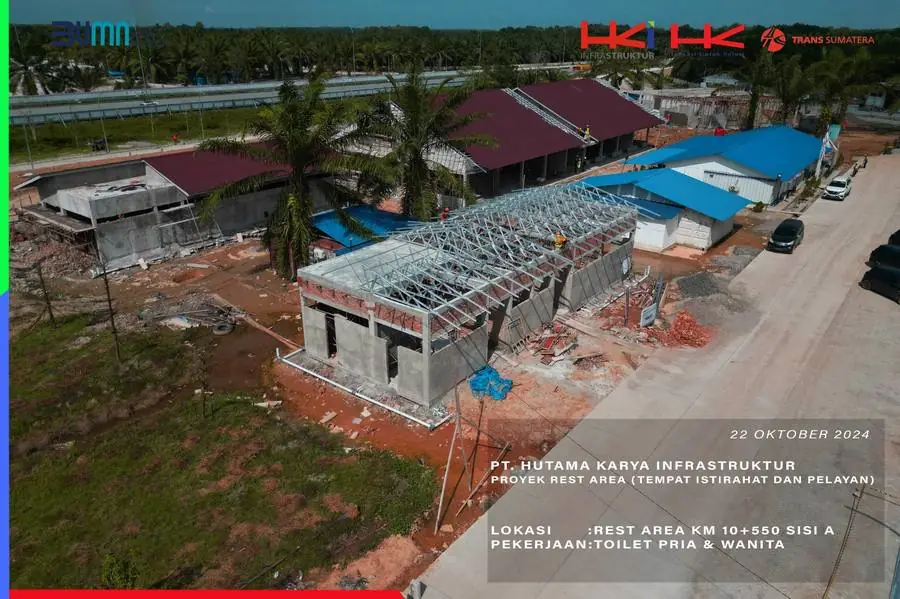 BUMN
HKi HK
INFRASTRUKTUR
TRANS SUMATERA
22 OKTOBER 2024
PT. HUTAMA KARYA INFRASTRUKTUR
PROYEK REST AREA (TEMPAT ISTIRAHAT DAN PELAYAN)
LOKASI :REST AREA KM 10+550 SISI A
PEKERJAAN:TOILET PRIA & WANITA